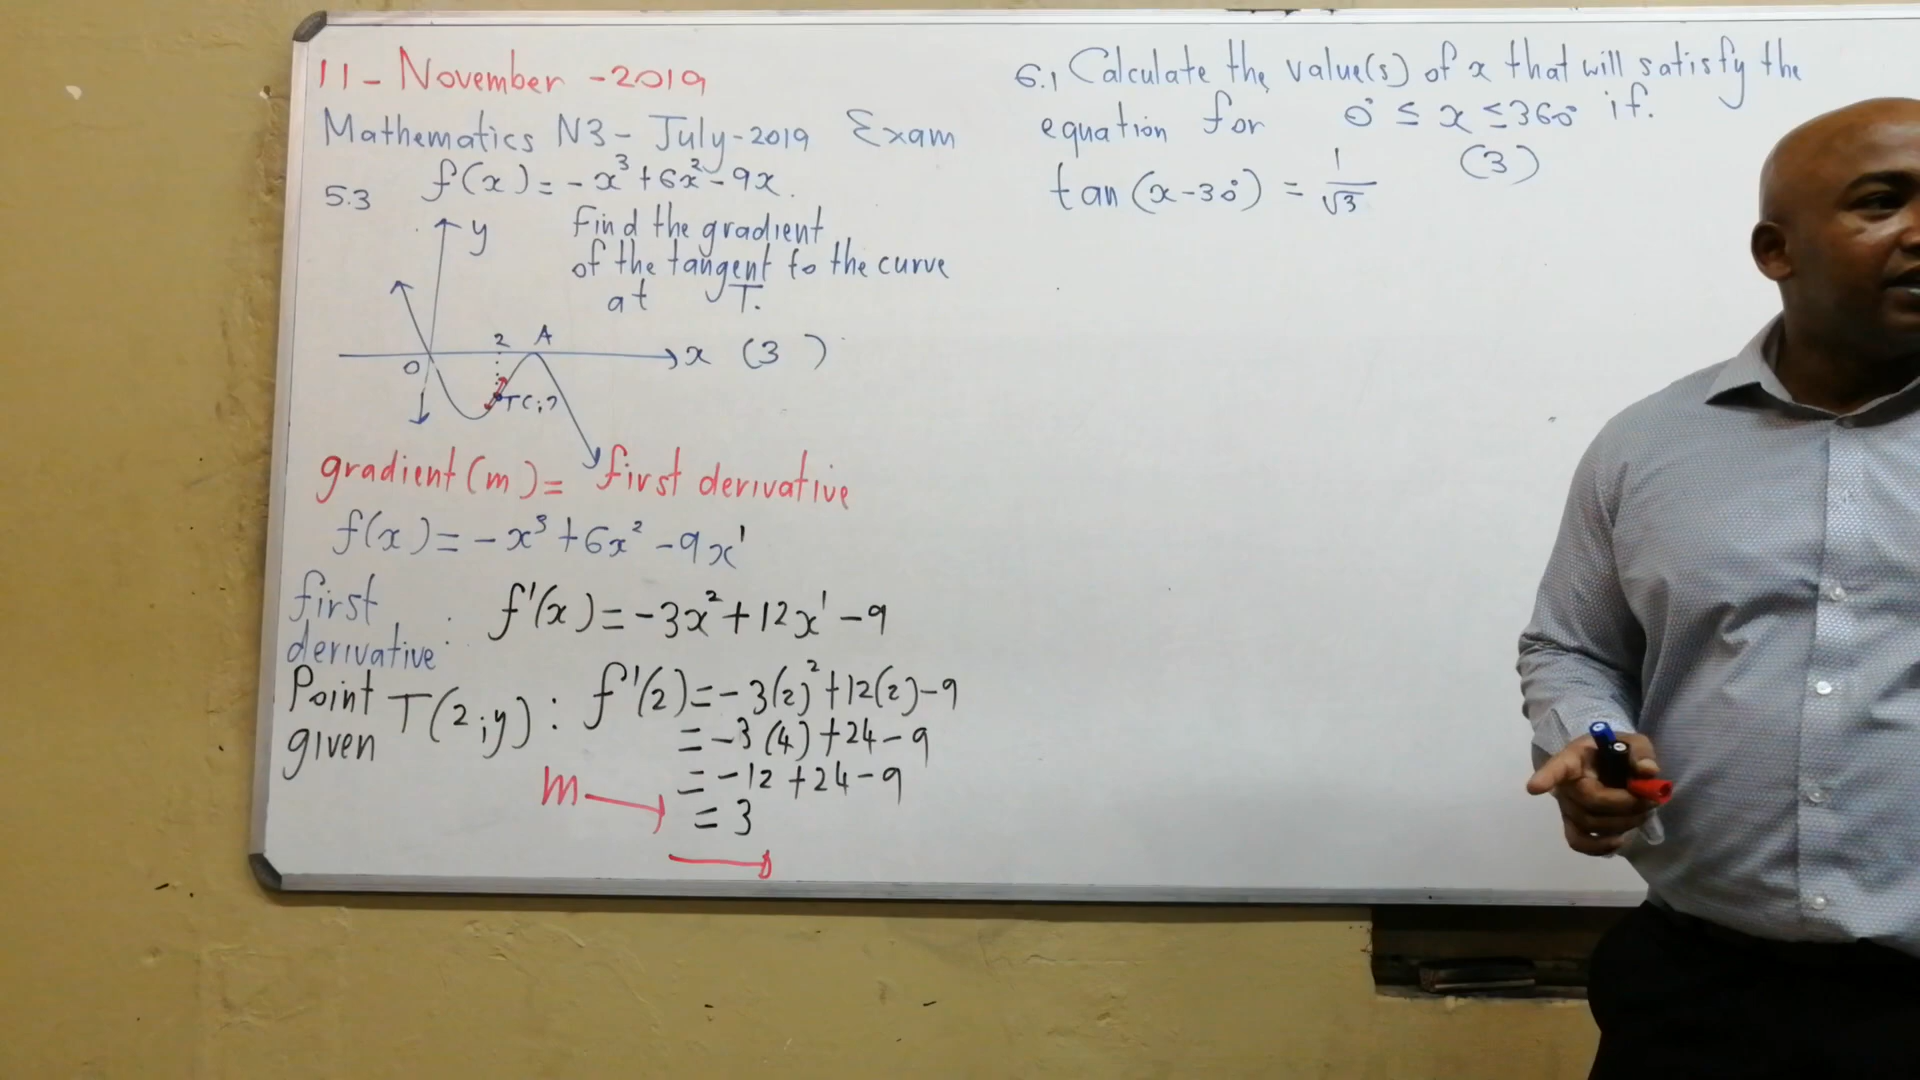 11 - November - 2019
Mathematics N3 - July - 2019 Exam
5.3 f(x) = -x³ + 6x² - 9x.
y Find the gradient
of the tangent to the curve
at T.
2 A
O x (3)
T( ; )
gradient (m) = first derivative
f(x) = -x³ + 6x² - 9x¹
first
derivative : f'(x) = -3x² + 12x¹ - 9
Point
given T(2;y) : f'(2) = -3(2)² + 12(2) - 9
= -3(4) + 24 - 9
= -12 + 24 - 9
m → = 3
6.1 Calculate the value(s) of x that will satisfy the
equation for 0° ≤ x ≤ 360° if.
tan (x - 30°) = 1/√3 (3)